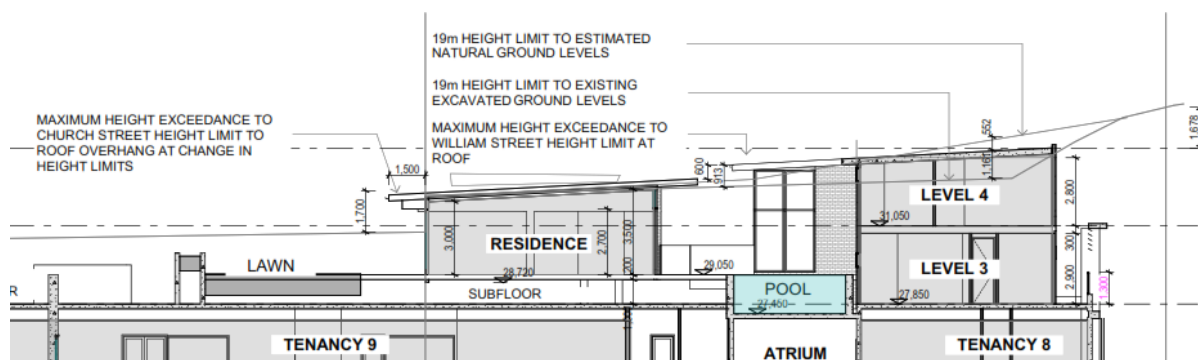 19m HEIGHT LIMIT TO ESTIMATED
NATURAL GROUND LEVELS
19m HEIGHT LIMIT TO EXISTING
EXCAVATED GROUND LEVELS
MAXIMUM HEIGHT EXCEEDANCE TO
CHURCH STREET HEIGHT LIMIT TO
ROOF OVERHANG AT CHANGE IN
HEIGHT LIMITS
MAXIMUM HEIGHT EXCEEDANCE TO
WILLIAM STREET HEIGHT LIMIT AT
ROOF
552
1,678
1,500
600
913
1,161
1,700
LEVEL 4
2,800
31,050
3,000
RESIDENCE
2,700
3,500
300
LAWN
28,720
200
29,050
LEVEL 3
2,900
1,300
R
SUBFLOOR
POOL
27,450
27,850
TENANCY 9
ATRIUM
TENANCY 8